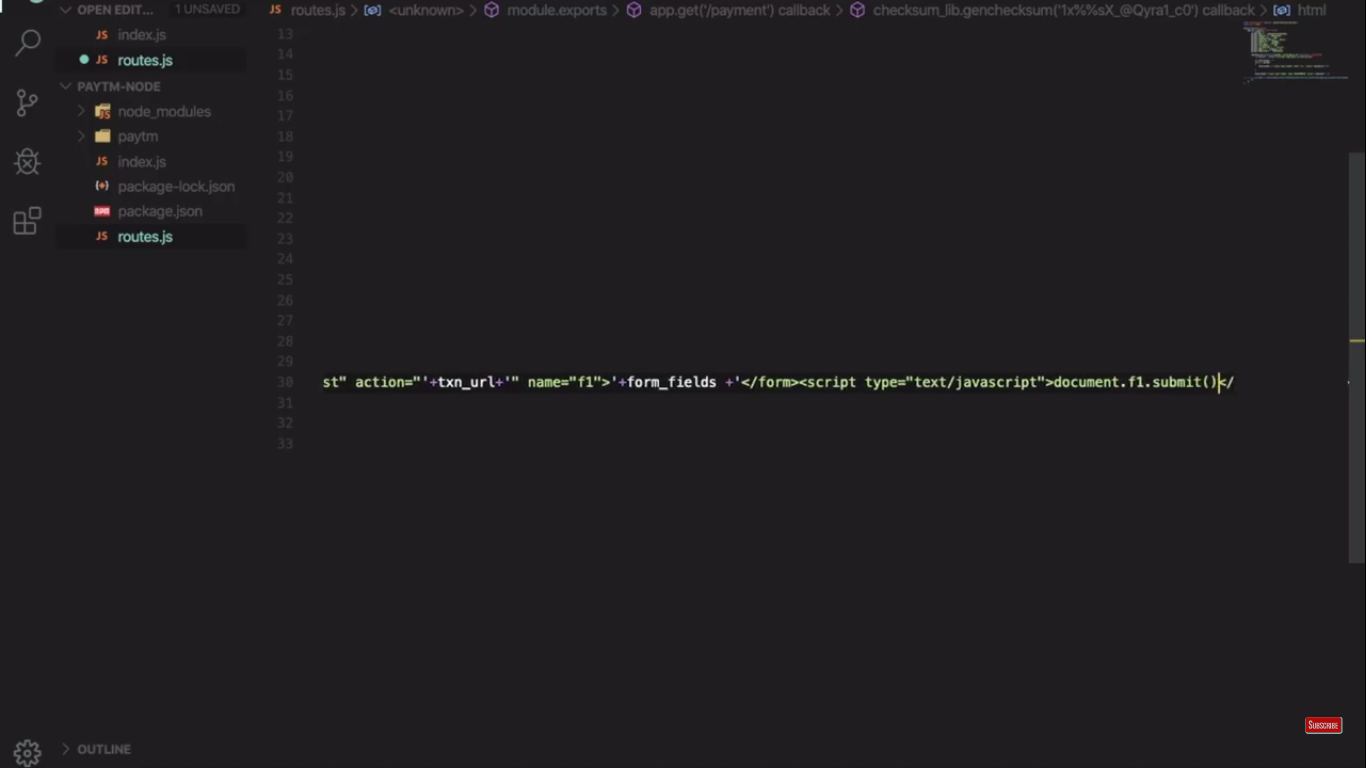 OPEN EDIT... 1 UNSAVED
JS routes.js > <unknown> > module.exports > app.get('/payment') callback > checksum_lib.genchecksum('1x%%sX_@Qyra1_c0') callback > html
JS index.js
JS routes.js
PAYTM-NODE
node_modules
paytm
JS index.js
package-lock.json
package.json
JS routes.js
13
14
15
16
17
18
19
20
21
22
23
24
25
26
27
28
29
30 st" action="'+txn_url+'" name="f1">'+form_fields +'</form><script type="text/javascript">document.f1.submit()</
31
32
33
OUTLINE
SUBSCRIBE